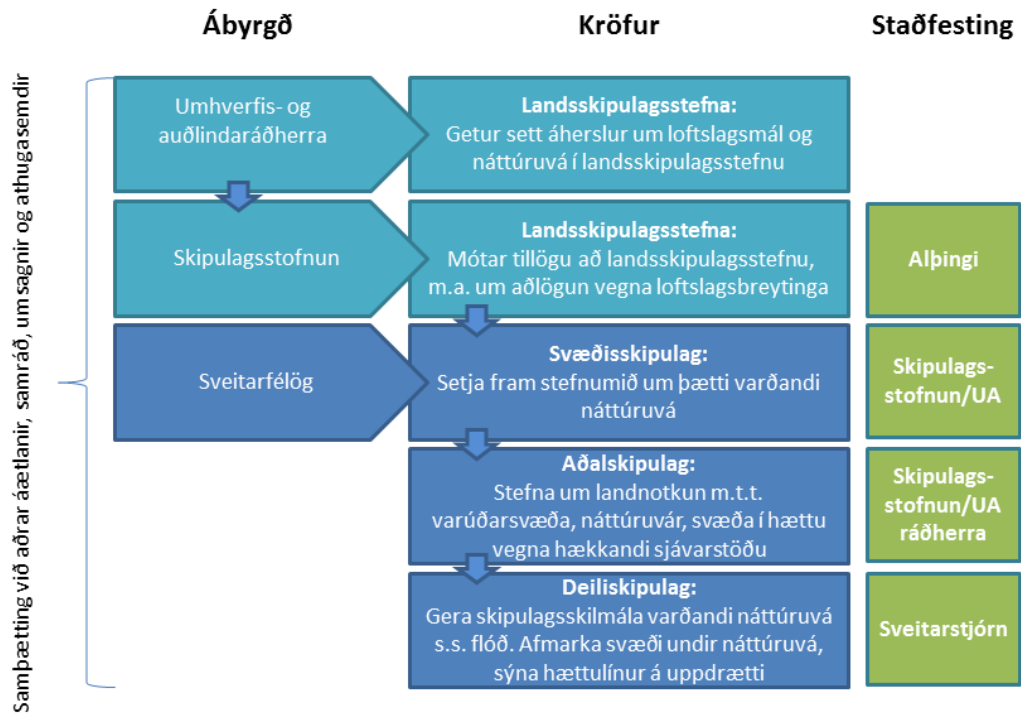 Ábyrgð
Kröfur
Staðfesting
Samþætting við aðrar áætlanir, samráð, umsagnir og athugasemdir
Umhverfis- og
auðlindaráðherra
Landsskipulagsstefna:
Getur sett áherslur um loftslagsmál og
náttúruvá í landsskipulagsstefnu
Skipulagsstofnun
Landsskipulagsstefna:
Mótar tillögu að landsskipulagsstefnu,
m.a. um aðlögun vegna loftslagsbreytinga
Alþingi
Sveitarfélög
Svæðisskipulag:
Setja fram stefnumið um þætti varðandi
náttúruvá
Skipulags-
stofnun/UA
Aðalskipulag:
Stefna um landnotkun m.t.t.
varúðarsvæða, náttúruvár, svæða í hættu
vegna hækkandi sjávarstöðu
Skipulags-
stofnun/UA
ráðherra
Deiliskipulag:
Gera skipulagsskilmála varðandi náttúruvá
s.s. flóð. Afmarka svæði undir náttúruvá,
sýna hættulínur á uppdrætti
Sveitarstjórn